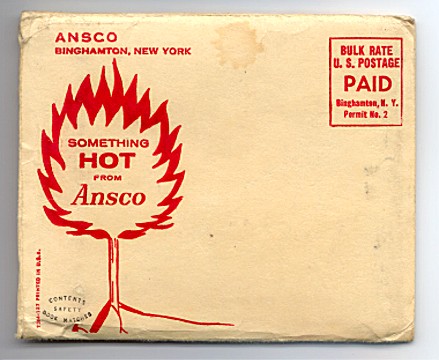 ANSCO
BINGHAMTON, NEW YORK
BULK RATE
U. S. POSTAGE
PAID
Binghamton, N. Y.
Permit No. 2
SOMETHING
HOT
FROM
Ansco
PRINTED IN U.S.A.
CONTENTS
SAFETY
BOOK MATCHES